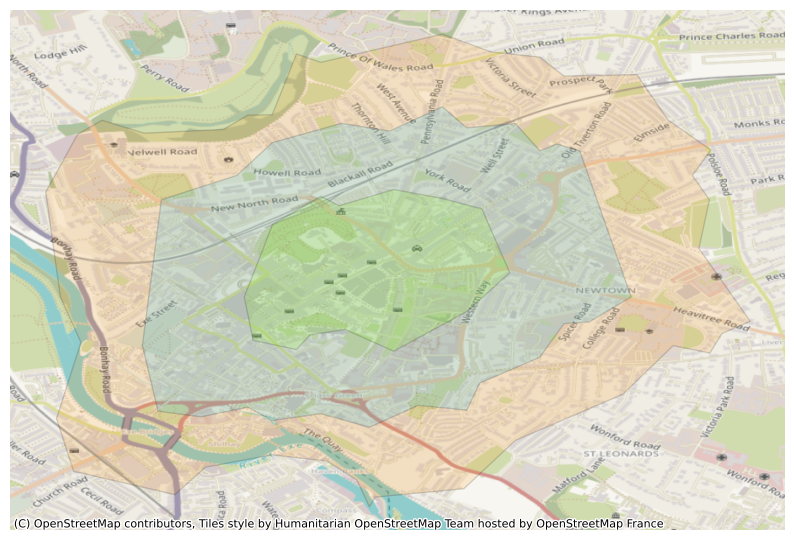 Prince Charles Road
Union Road
Lodge Hill
Prince Of Wales Road
North Road
Perry Road
Victoria Street
Prospect Park
West Avenue
Thornton Hill
Pennsylvania Road
Old Tiverton Road
Elmside
Monks Ro
Velwell Road
Well Street
Howell Road
Blackall Road
York Road
Polsloe Road
Park R
New North Road
Bonhay Road
NEWTOWN
Exe Street
Western Way
Spicer Road
College Road
Heavitree Road
Bonhay Road
Victoria Park Road
The Quay
Wonford Road
ST LEONARDS
Matford Lane
Wonford Ro
Church Road
Cecil Road
(C) OpenStreetMap contributors, Tiles style by Humanitarian OpenStreetMap Team hosted by OpenStreetMap France